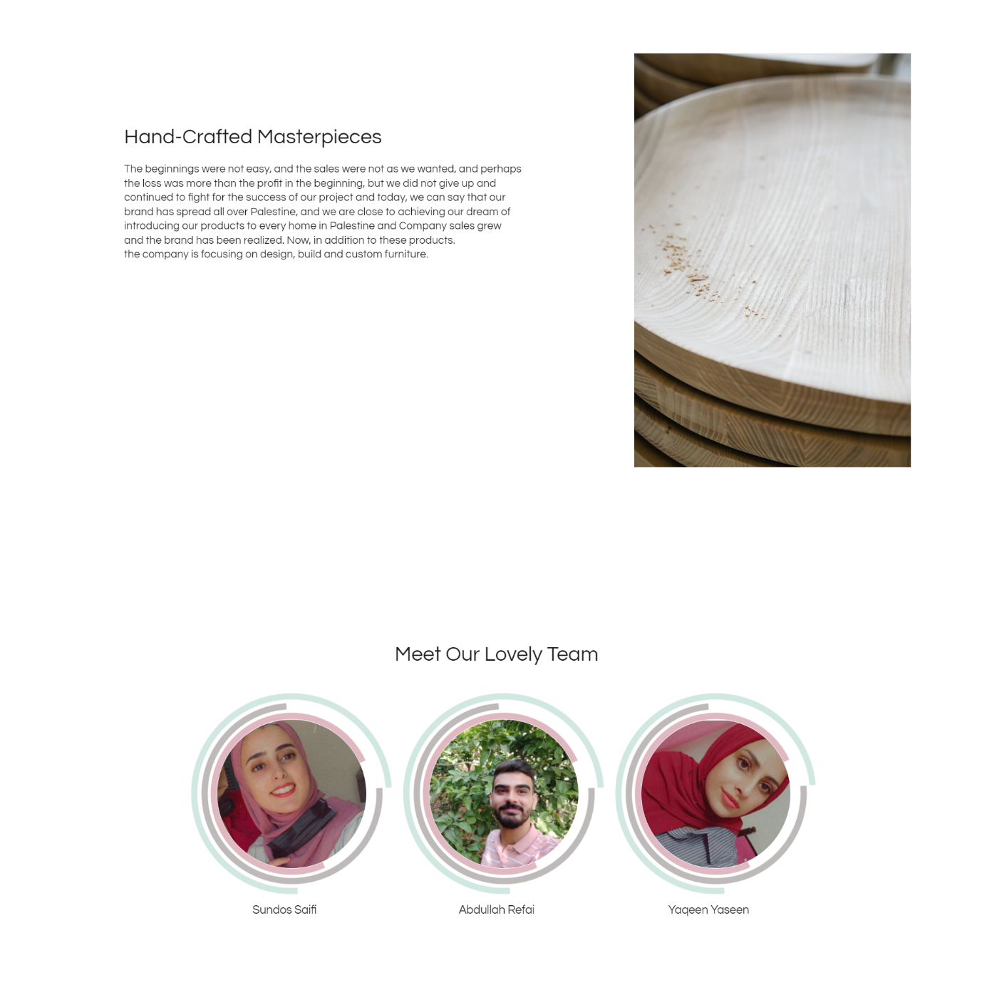 Hand-Crafted Masterpieces
The beginnings were not easy, and the sales were not as we wanted, and perhaps
the loss was more than the profit in the beginning, but we did not give up and
continued to fight for the success of our project and today, we can say that our
brand has spread all over Palestine, and we are close to achieving our dream of
introducing our products to every home in Palestine and Company sales grew
and the brand has been realized. Now, in addition to these products.
the company is focusing on design, build and custom furniture.
Meet Our Lovely Team
Sundos Saifi
Abdullah Refai
Yaqeen Yaseen